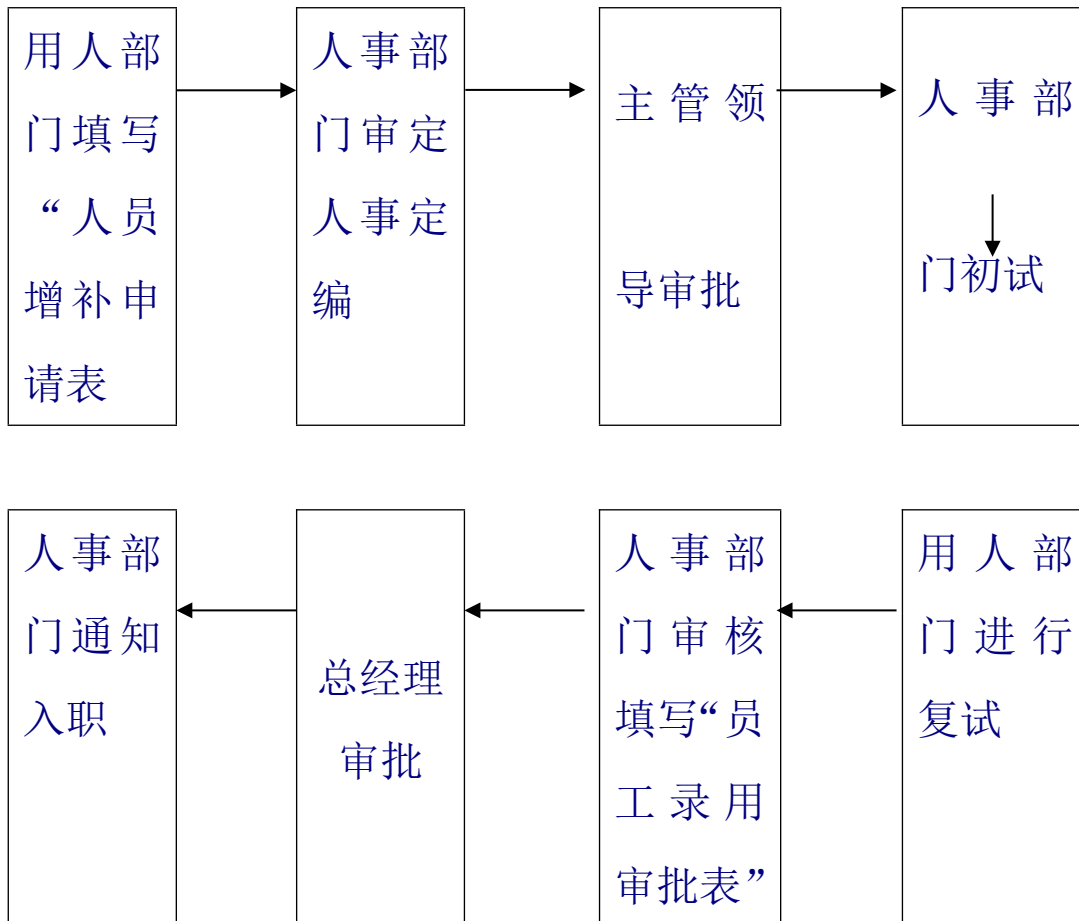 用人部
门填写
“人员
增补申
请表
人事部
门审定
人事定
编
主管领
导审批
人事部
门初试
人事部
门通知
入职
总经理
审批
人事部
门审核
填写“员
工录用
审批表”
用人部
门进行
复试